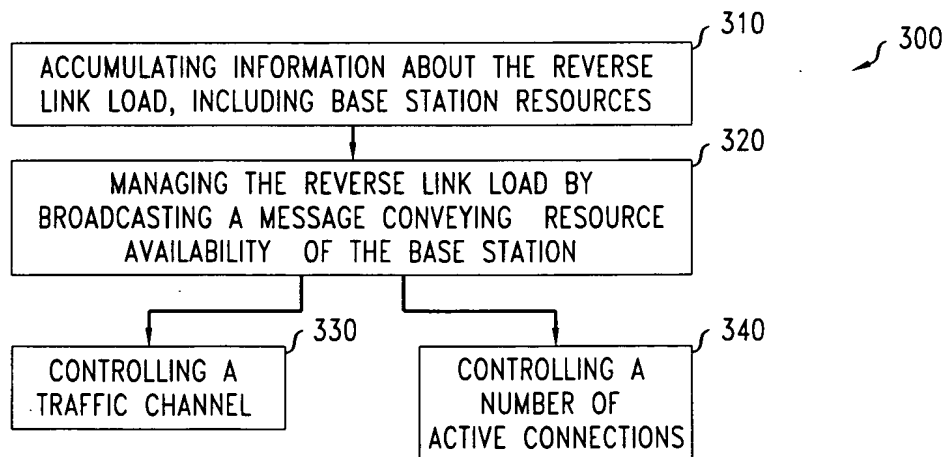 310
300
ACCUMULATING INFORMATION ABOUT THE REVERSE
LINK LOAD, INCLUDING BASE STATION RESOURCES
320
MANAGING THE REVERSE LINK LOAD BY
BROADCASTING A MESSAGE CONVEYING RESOURCE
AVAILABILITY OF THE BASE STATION
330
CONTROLLING A
TRAFFIC CHANNEL
340
CONTROLLING A
NUMBER OF
ACTIVE CONNECTIONS